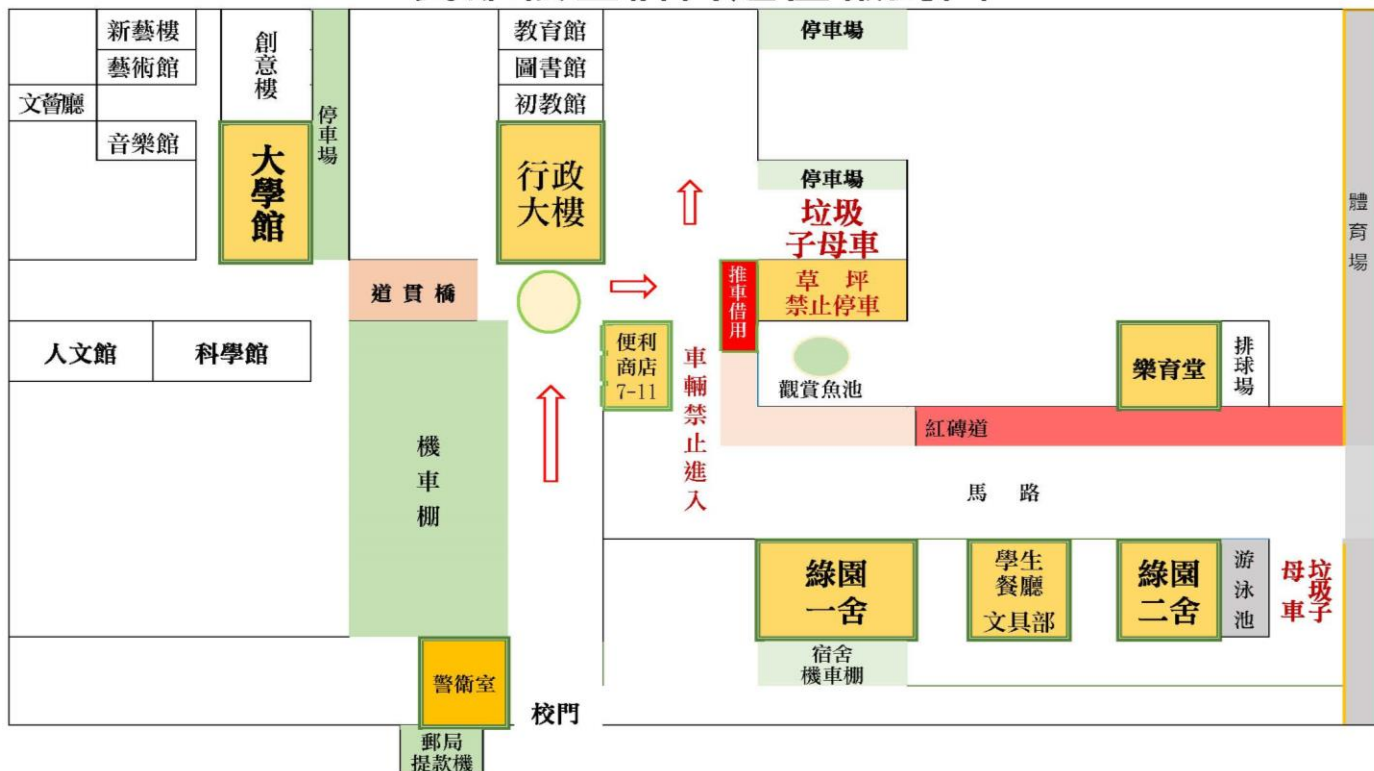 新藝樓
藝術館
文薈廳
音樂館
創意樓
停車場
大學館
教育館
圖書館
初教館
行政
大樓
停車場
停車場
垃圾
子母車
草 坪
禁止停車
推車借用
體育場
道 貫 橋
人文館
科學館
便利
商店
7-11
車輛禁止進入
觀賞魚池
樂育堂
排球場
紅磚道
機車棚
馬 路
綠園
一舍
學生
餐廳
文具部
綠園
二舍
游泳池
垃圾子
母車
宿舍
機車棚
警衛室
校門
郵局
提款機